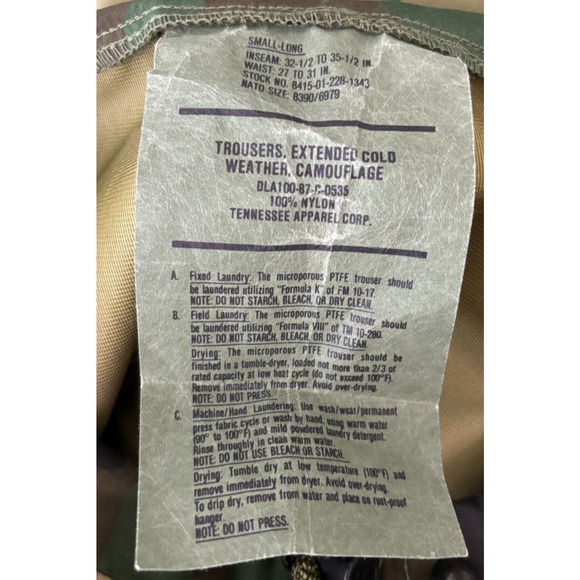 SMALL-LONG
INSEAM: 32-1/2 TO 35-1/2 IN.
WAIST: 27 TO 31 IN.
STOCK NO. 8415-01-228-1343
NATO SIZE: 8390/6979
TROUSERS, EXTENDED COLD
WEATHER, CAMOUFLAGE
DLA100-87-C-0535
100% NYLON
TENNESSEE APPAREL CORP.
A. Fixed Laundry: The microporous PTFE trouser should
be laundered utilizing "Formula K" of FM 10-17.
NOTE: DO NOT STARCH, BLEACH, OR DRY CLEAN.
B. Field Laundry: The microporous PTFE trouser should
be laundered utilizing "Formula VIII" of TM 10-280.
NOTE: DO NOT STARCH, BLEACH, OR DRY CLEAN.
Drying: The microporous PTFE trouser should be
finished in a tumble-dryer, loaded not more than 2/3 of
rated capacity at low heat cycle (do not exceed 100°F).
Remove immediately from dryer. Avoid over-drying.
NOTE: DO NOT PRESS.
C. Machine/Hand Laundering: Use wash/wear/permanent
press fabric cycle or wash by hand, using warm water
(90° to 100°F) and mild powdered laundry detergent.
Rinse thoroughly in clean warm water.
NOTE: DO NOT USE BLEACH OR STARCH.
Drying: Tumble dry at low temperature (100°F) and
remove immediately from dryer. Avoid over-drying.
To drip dry, remove from water and place on rust-proof
hanger.
NOTE: DO NOT PRESS.